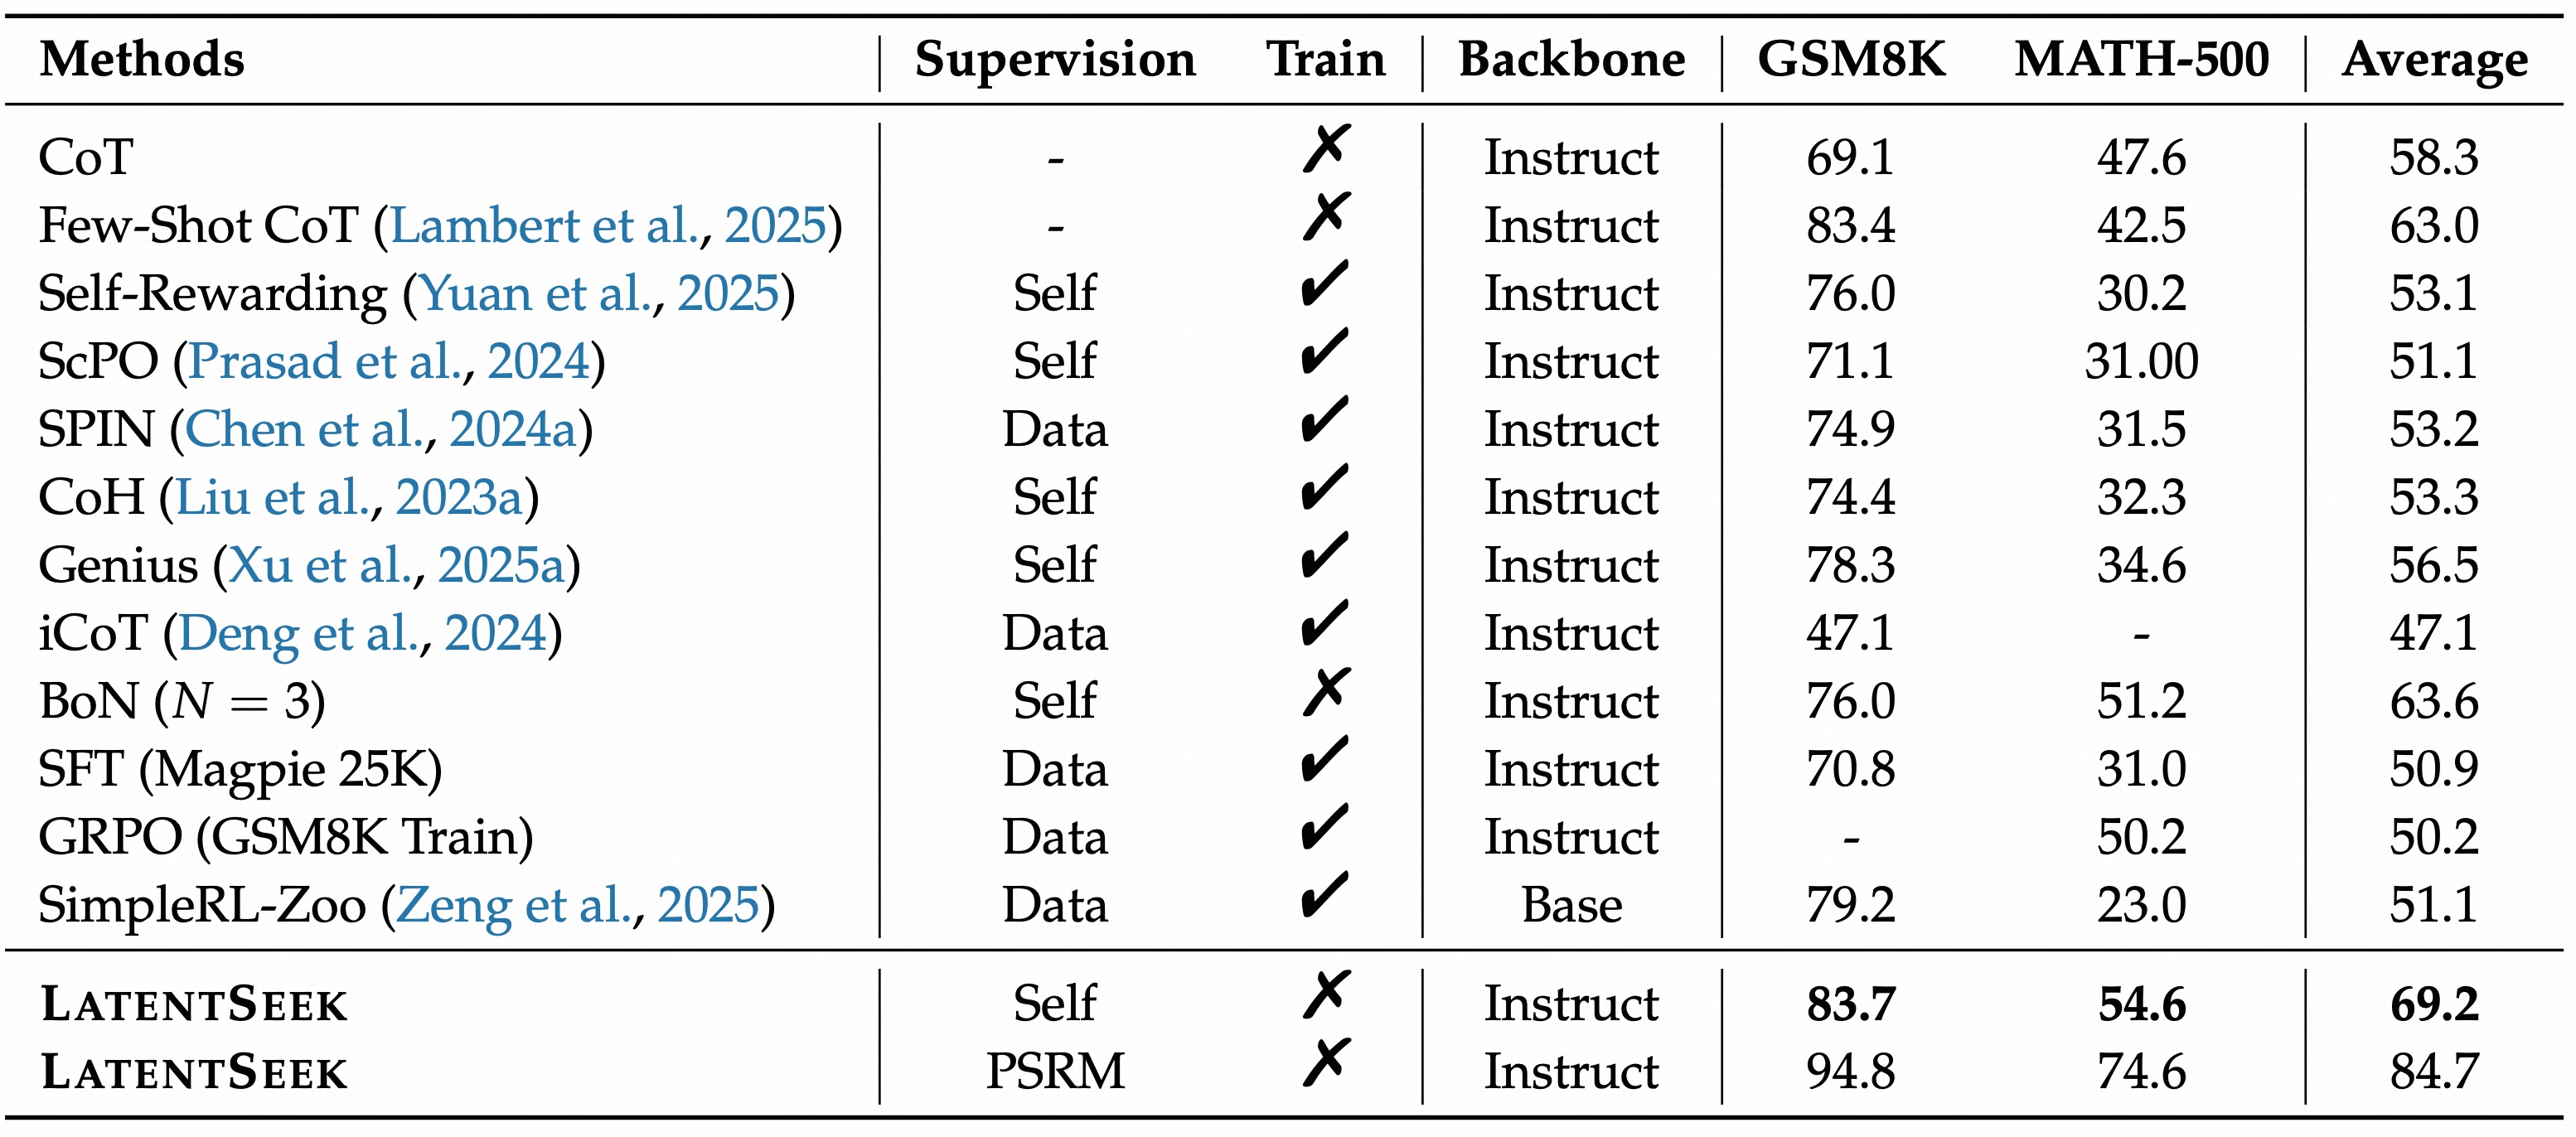 Methods Supervision Train Backbone GSM8K MATH-500 Average
CoT - ✗ Instruct 69.1 47.6 58.3
Few-Shot CoT (Lambert et al., 2025) - ✗ Instruct 83.4 42.5 63.0
Self-Rewarding (Yuan et al., 2025) Self ✓ Instruct 76.0 30.2 53.1
ScPO (Prasad et al., 2024) Self ✓ Instruct 71.1 31.00 51.1
SPIN (Chen et al., 2024a) Data ✓ Instruct 74.9 31.5 53.2
CoH (Liu et al., 2023a) Self ✓ Instruct 74.4 32.3 53.3
Genius (Xu et al., 2025a) Self ✓ Instruct 78.3 34.6 56.5
iCoT (Deng et al., 2024) Data ✓ Instruct 47.1 - 47.1
BoN (N = 3) Self ✗ Instruct 76.0 51.2 63.6
SFT (Magpie 25K) Data ✓ Instruct 70.8 31.0 50.9
GRPO (GSM8K Train) Data ✓ Instruct - 50.2 50.2
SimpleRL-Zoo (Zeng et al., 2025) Data ✓ Base 79.2 23.0 51.1
LATENTSEEK Self ✗ Instruct 83.7 54.6 69.2
LATENTSEEK PSRM ✗ Instruct 94.8 74.6 84.7